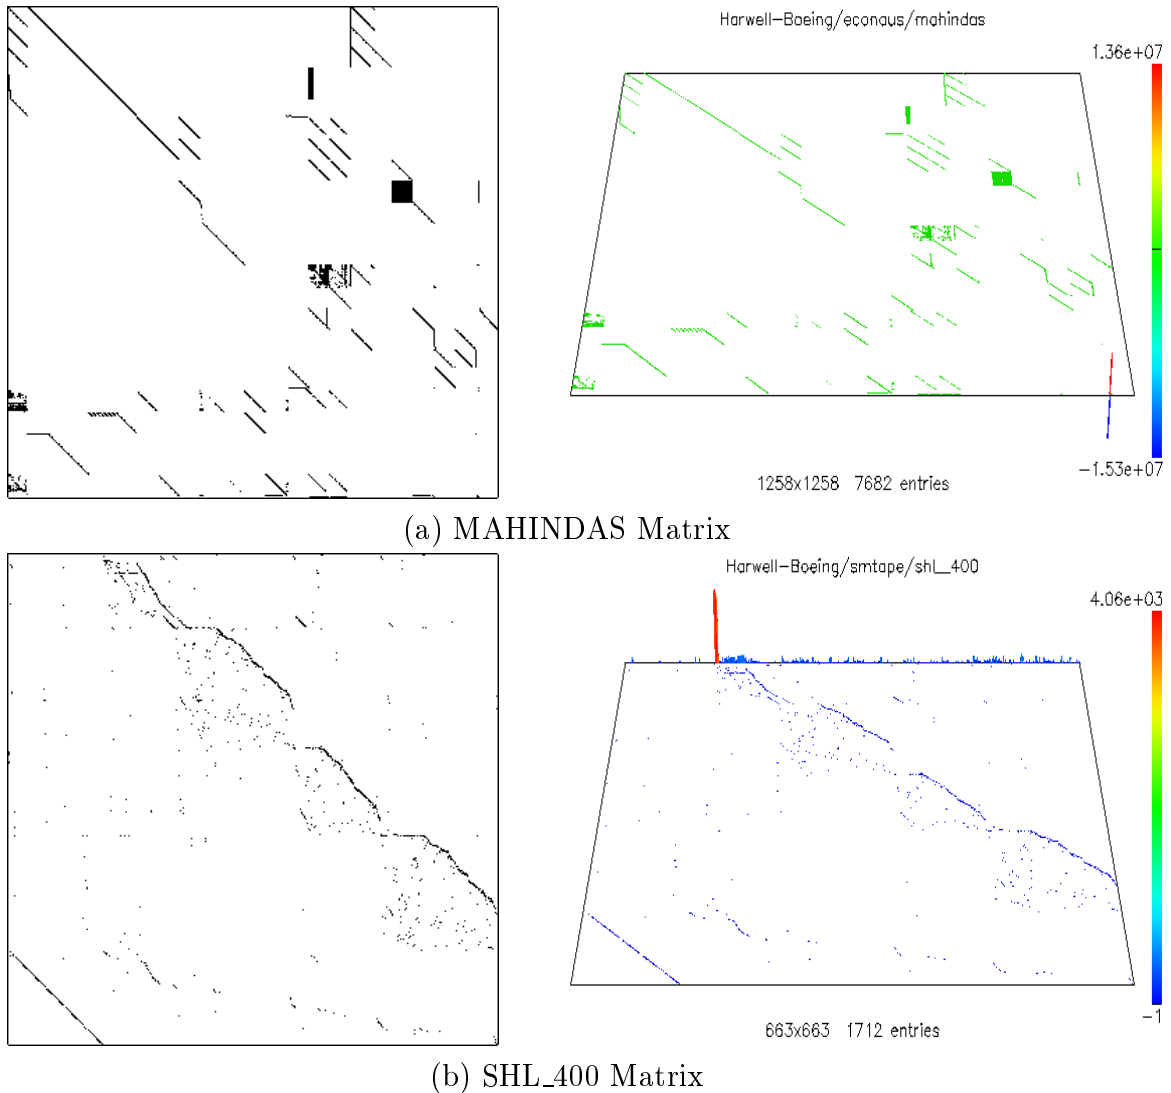 Harwell-Boeing/econaus/mahindas
1.36e+07
-1.53e+07
1258x1258 7682 entries
(a) MAHINDAS Matrix
Harwell-Boeing/smtape/shl_400
4.06e+03
-1
663x663 1712 entries
(b) SHL_400 Matrix